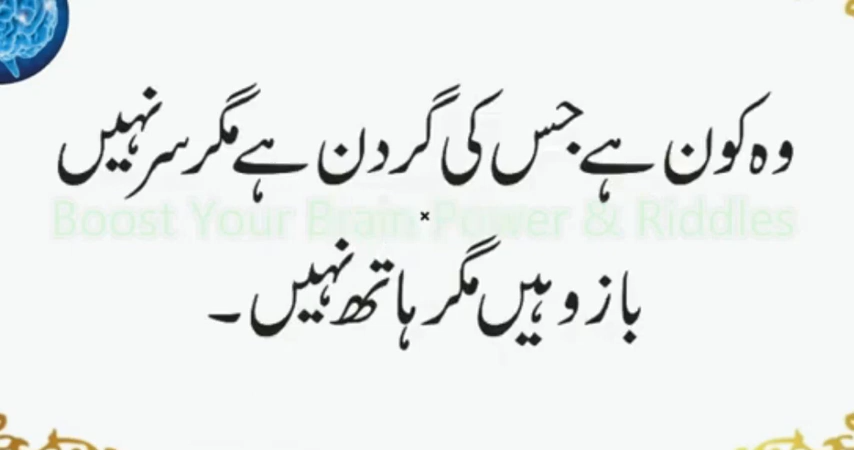 وہ کون ہے جس کی گردن ہے مگر سر نہیں
Boost Your Brain Power & Riddles
بازو ہیں مگر ہاتھ نہیں۔